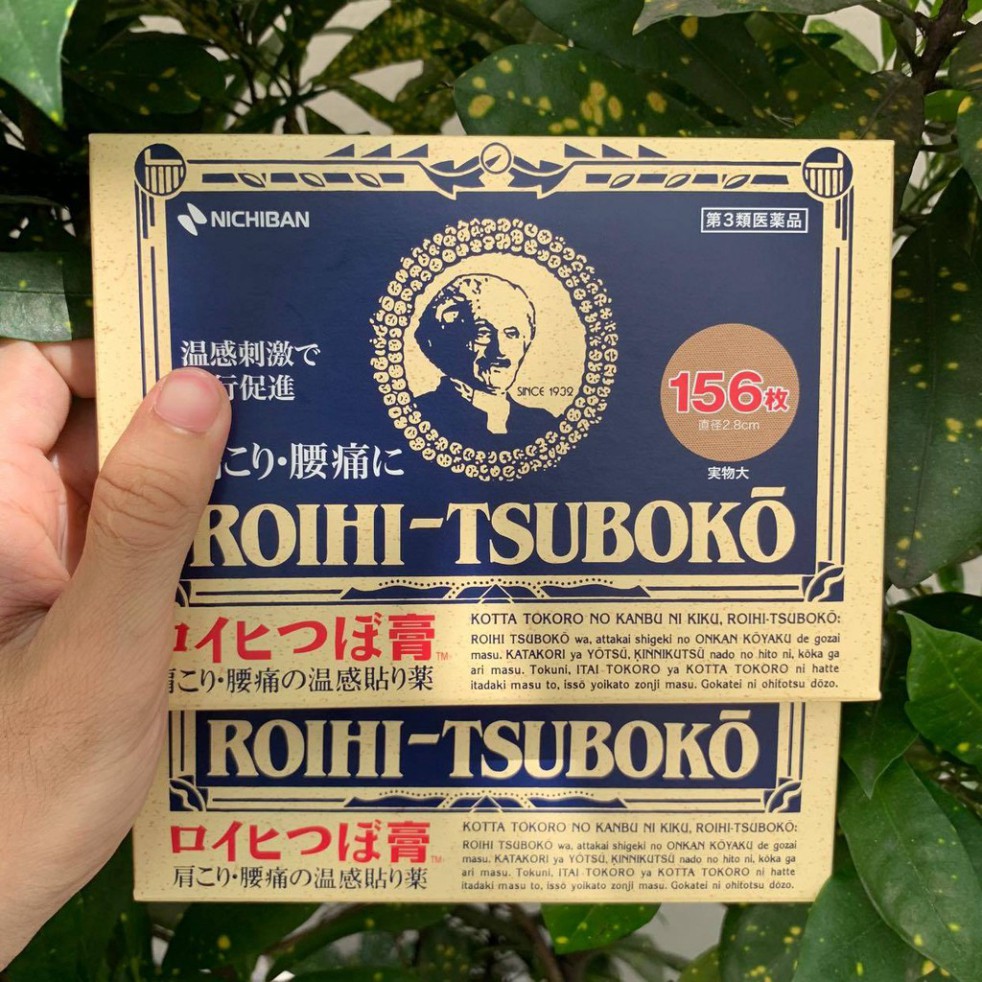 NICHIBAN
第3類医薬品
温感刺激で
行促進
SINCE 1932
156枚
直径2.8cm
実物大
こり・腰痛に
ROIHI-TSUBOKŌ
ロイヒつぼ膏™
肩こり・腰痛の温感貼り薬
KOTTA TOKORO NO KANBU NI KIKU, ROIHI-TSUBOKŌ:
ROIHI TSUBOKŌ wa, attakai shigeki no ONKAN KŌYAKU de gozai
masu. KATAKORI ya YŌTSŪ, KINNIKUTSŪ nado no hito ni, kōka ga
ari masu. Tokuni, ITAI TOKORO ya KOTTA TOKORO ni hatte
itadaki masu to, issō yoikato zonji masu. Gokatei ni ohitotsu dōzo.
ROIHI-TSUBOKŌ
ロイヒつぼ膏™
肩こり・腰痛の温感貼り薬
KOTTA TOKORO NO KANBU NI KIKU, ROIHI-TSUBOKŌ:
ROIHI TSUBOKŌ wa, attakai shigeki no ONKAN KŌYAKU de gozai
masu. KATAKORI ya YŌTSŪ, KINNIKUTSŪ nado no hito ni, kōka ga
ari masu. Tokuni, ITAI TOKORO ya KOTTA TOKORO ni hatte
itadaki masu to, issō yoikato zonji masu. Gokatei ni ohitotsu dōzo.